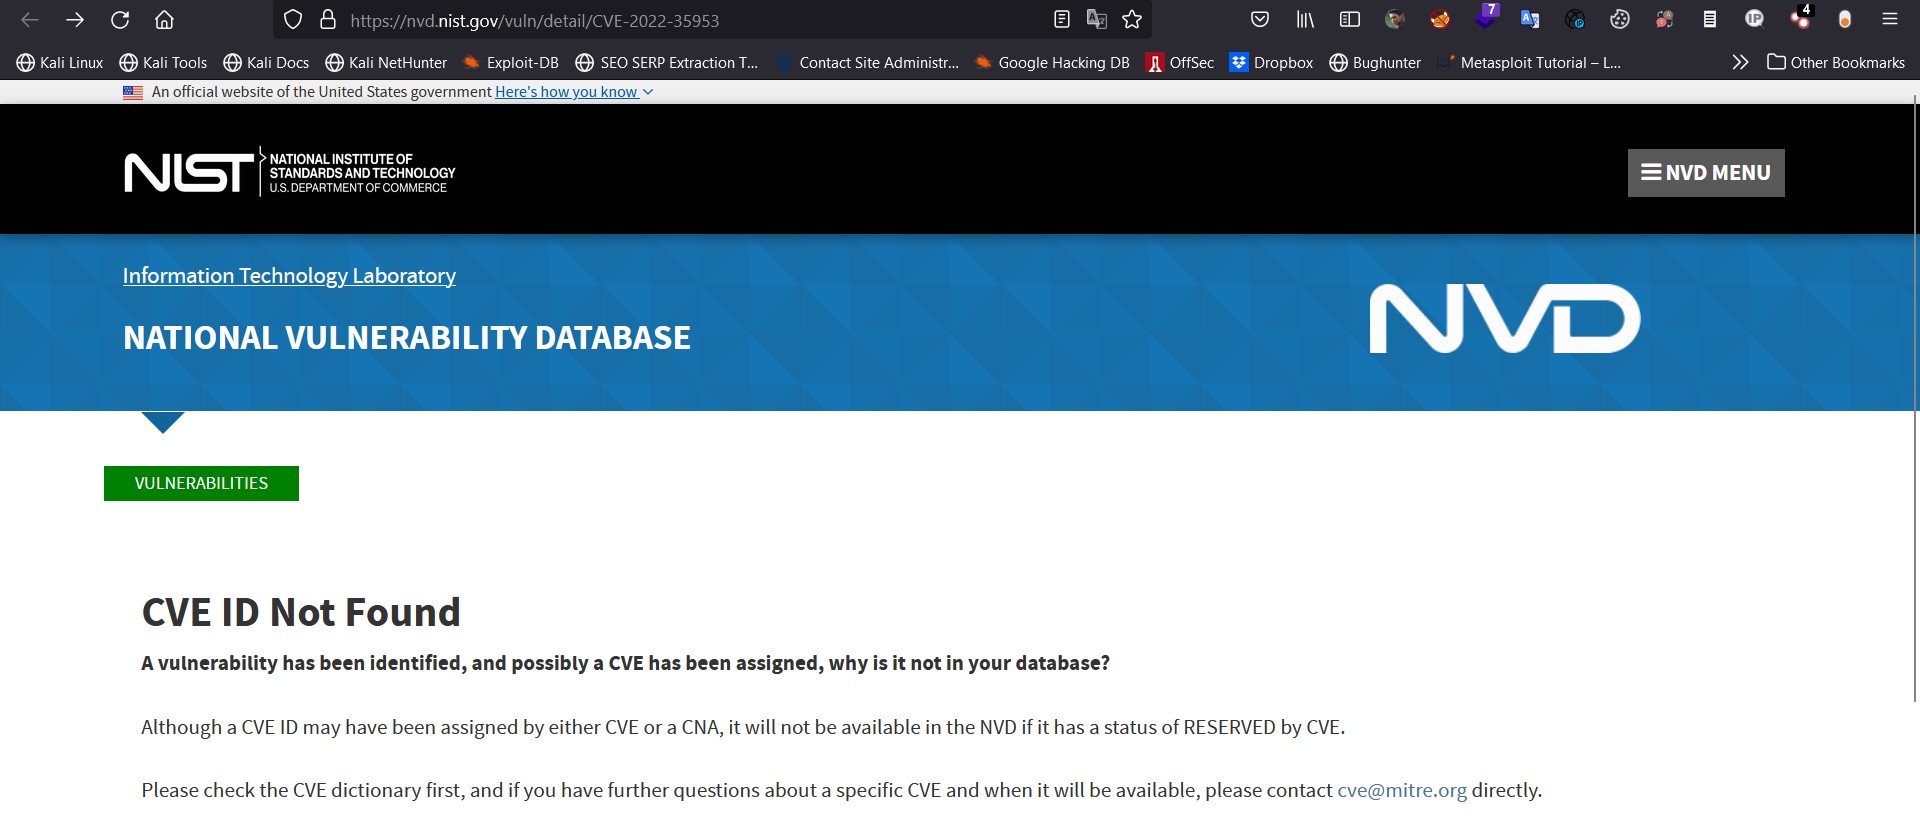 https://nvd.nist.gov/vuln/detail/CVE-2022-35953
7
4
Kali Linux Kali Tools Kali Docs Kali NetHunter Exploit-DB SEO SERP Extraction T... Contact Site Administr... Google Hacking DB OffSec Dropbox Bughunter Metasploit Tutorial – L... Other Bookmarks
An official website of the United States government Here's how you know
NIST
NATIONAL INSTITUTE OF
STANDARDS AND TECHNOLOGY
U.S. DEPARTMENT OF COMMERCE
NVD MENU
Information Technology Laboratory
NATIONAL VULNERABILITY DATABASE
NVD
VULNERABILITIES
CVE ID Not Found
A vulnerability has been identified, and possibly a CVE has been assigned, why is it not in your database?
Although a CVE ID may have been assigned by either CVE or a CNA, it will not be available in the NVD if it has a status of RESERVED by CVE.
Please check the CVE dictionary first, and if you have further questions about a specific CVE and when it will be available, please contact cve@mitre.org directly.